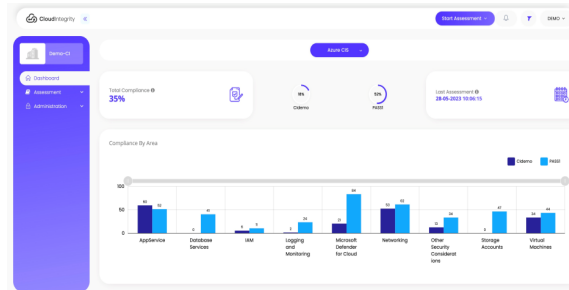 CloudIntegrity
Start Assessment
DEMO
Demo-CI
Azure CIS
Dashboard
Assessment
Administration
Total Compliance
35%
Cidemo
PASS1
Last Assessment
28-05-2023 10:06:15
Compliance By Area
Cidemo PASS1
100
50
0
AppService
Database
Services
IAM
Logging
and
Monitoring
Microsoft
Defender
for Cloud
Networking
Other
Security
Considerat
ions
Storage
Accounts
Virtual
Machines